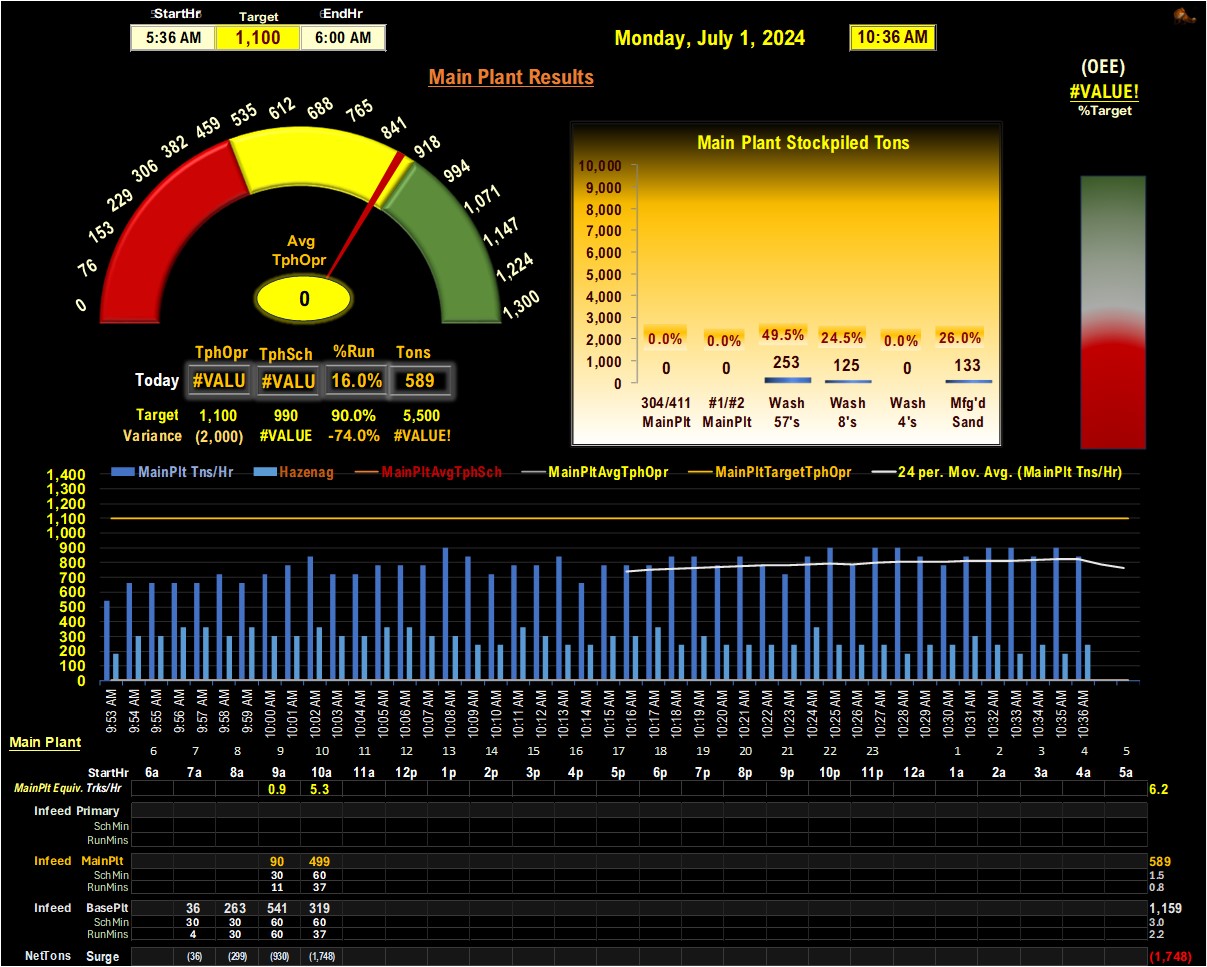 StartHr Target EndHr
5:36 AM 1,100 6:00 AM
Monday, July 1, 2024 10:36 AM
(OEE)
#VALUE!
%Target
Main Plant Results
0 76 153 229 306 382 459 535 612 688 765 841 918 994 1,071 1,147 1,224 1,300
Avg
TphOpr
0
TphOpr TphSch %Run Tons
Today #VALU #VALU 16.0% 589
Target 1,100 990 90.0% 5,500
Variance (2,000) #VALUE -74.0% #VALUE!
Main Plant Stockpiled Tons
10,000
9,000
8,000
7,000
6,000
5,000
4,000
3,000
2,000
1,000
0
0.0% 0.0% 49.5% 24.5% 0.0% 26.0%
0 0 253 125 0 133
304/411 #1/#2 Wash Wash Wash Mfg'd
MainPlt MainPlt 57's 8's 4's Sand
MainPlt Tns/Hr Hazenag MainPltAvgTphSch MainPltAvgTphOpr MainPltTargetTphOpr 24 per. Mov. Avg. (MainPlt Tns/Hr)
1,400
1,300
1,200
1,100
1,000
900
800
700
600
500
400
300
200
100
0
9:53 AM 9:54 AM 9:55 AM 9:56 AM 9:57 AM 9:58 AM 9:59 AM 10:00 AM 10:01 AM 10:02 AM 10:03 AM 10:04 AM 10:05 AM 10:06 AM 10:07 AM 10:08 AM 10:09 AM 10:10 AM 10:11 AM 10:12 AM 10:13 AM 10:14 AM 10:15 AM 10:16 AM 10:17 AM 10:18 AM 10:19 AM 10:20 AM 10:21 AM 10:22 AM 10:23 AM 10:24 AM 10:25 AM 10:26 AM 10:27 AM 10:28 AM 10:29 AM 10:30 AM 10:31 AM 10:32 AM 10:33 AM 10:34 AM 10:35 AM 10:36 AM
Main Plant
6 7 8 9 10 11 12 13 14 15 16 17 18 19 20 21 22 23 1 2 3 4 5
StartHr 6a 7a 8a 9a 10a 11a 12p 1p 2p 3p 4p 5p 6p 7p 8p 9p 10p 11p 12a 1a 2a 3a 4a 5a
MainPlt Equiv. Trks/Hr 0.9 5.3 6.2
Infeed Primary
SchMin
RunMins
Infeed MainPlt 90 499 589
SchMin 30 60 1.5
RunMins 11 37 0.8
Infeed BasePlt 36 263 541 319 1,159
SchMin 30 30 60 60 3.0
RunMins 4 30 60 37 2.2
NetTons Surge (36) (299) (930) (1,748) (1,748)